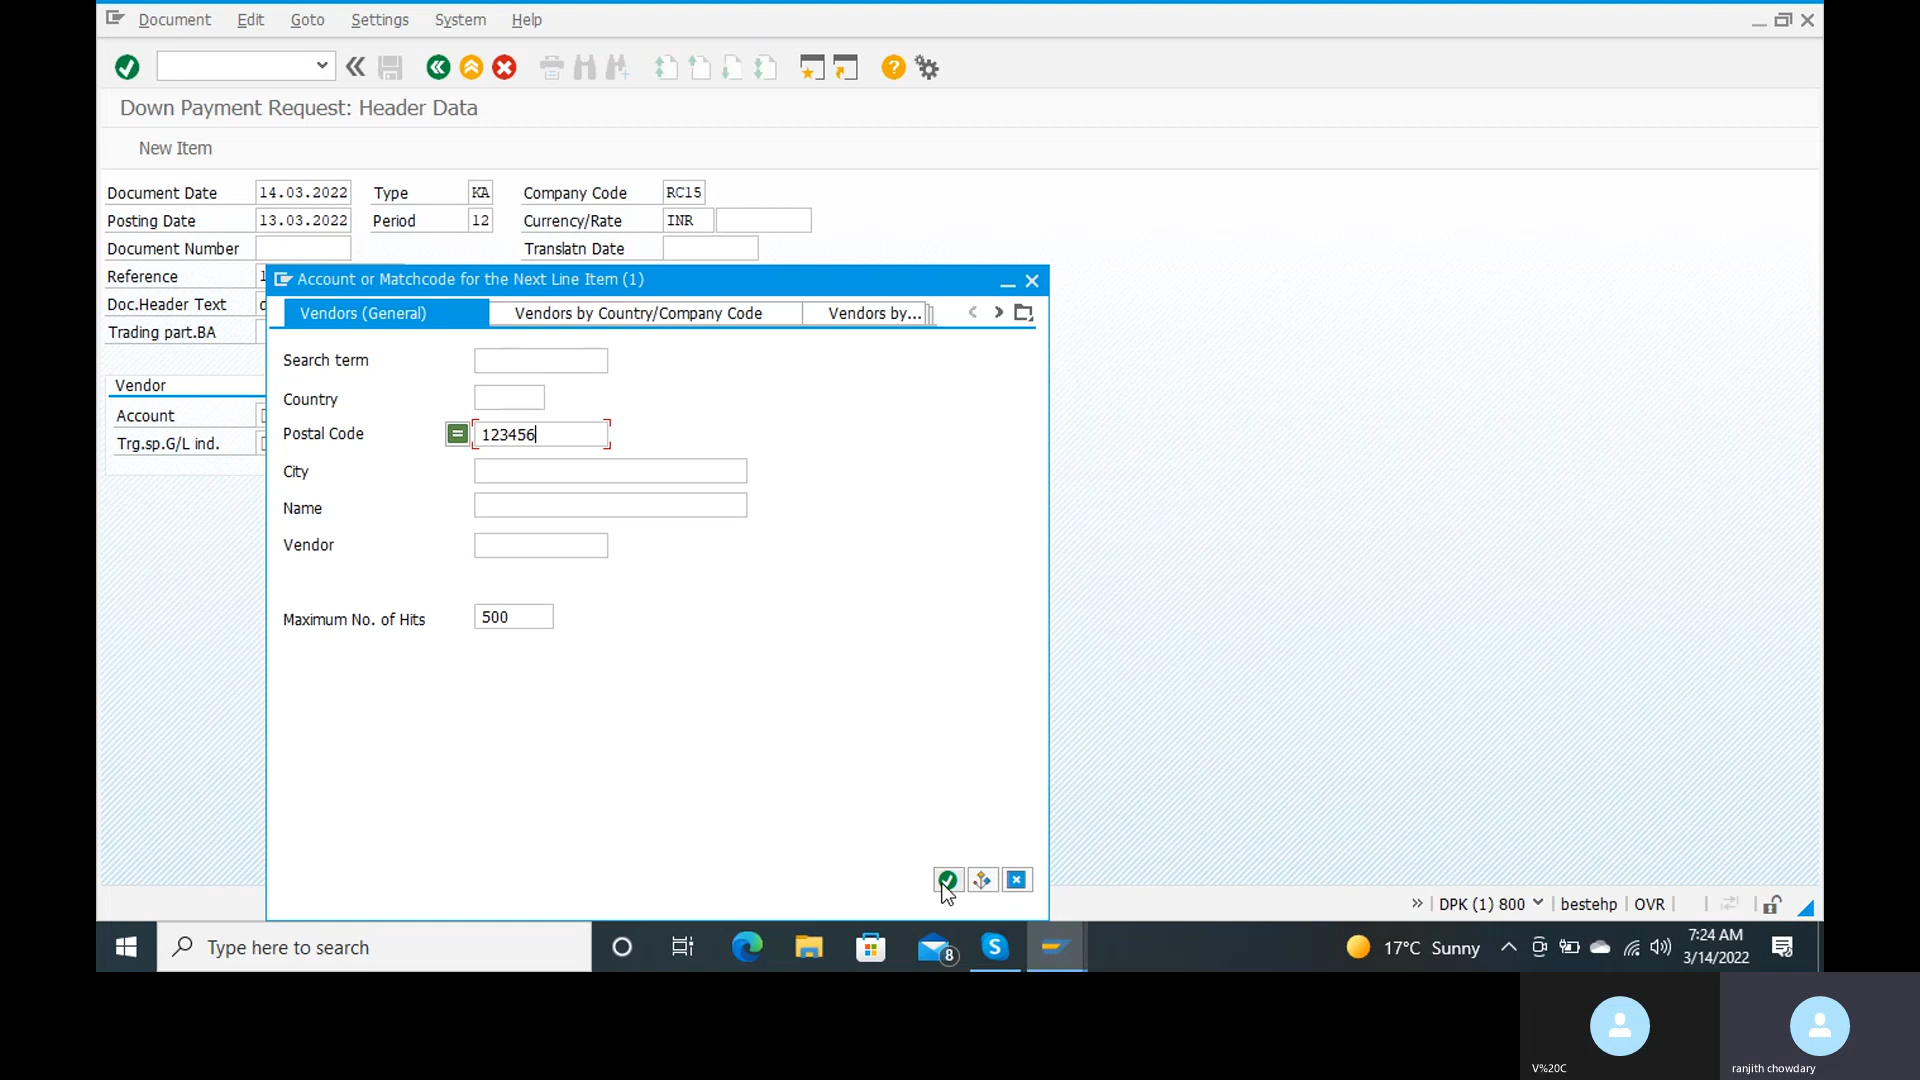 Document Edit Goto Settings System Help
Down Payment Request: Header Data
New Item
Document Date 14.03.2022 Type KA Company Code RC15
Posting Date 13.03.2022 Period 12 Currency/Rate INR
Document Number Translatn Date
Reference 1
Doc.Header Text d
Trading part.BA
Vendor
Account
Trg.sp.G/L ind.
Account or Matchcode for the Next Line Item (1)
Vendors (General) Vendors by Country/Company Code Vendors by...
Search term
Country
Postal Code 123456
City
Name
Vendor
Maximum No. of Hits 500
DPK (1) 800 bestehp OVR
Type here to search 8 17°C Sunny 7:24 AM
3/14/2022
V%20C ranjith chowdary